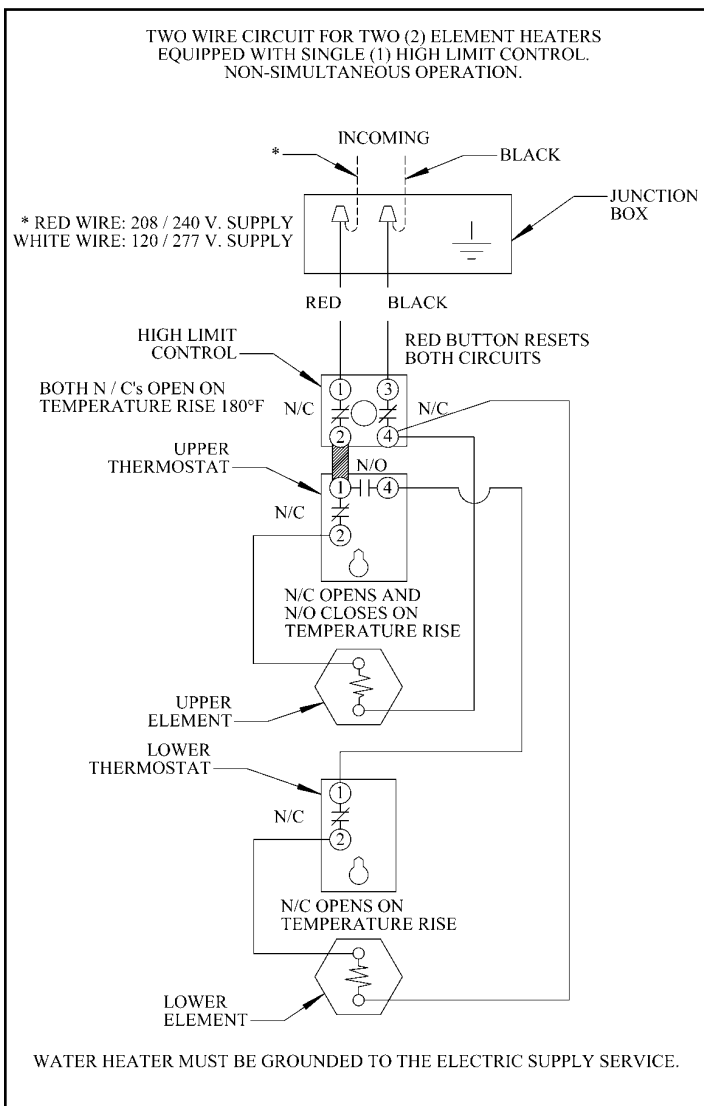 TWO WIRE CIRCUIT FOR TWO (2) ELEMENT HEATERS
EQUIPPED WITH SINGLE (1) HIGH LIMIT CONTROL.
NON-SIMULTANEOUS OPERATION.
INCOMING
*
BLACK
JUNCTION
BOX
* RED WIRE: 208 / 240 V. SUPPLY
WHITE WIRE: 120 / 277 V. SUPPLY
RED
BLACK
HIGH LIMIT
CONTROL
RED BUTTON RESETS
BOTH CIRCUITS
BOTH N / C's OPEN ON
TEMPERATURE RISE 180°F
1
3
N/C
N/C
2
4
UPPER
THERMOSTAT
N/O
1
4
N/C
2
N/C OPENS AND
N/O CLOSES ON
TEMPERATURE RISE
UPPER
ELEMENT
LOWER
THERMOSTAT
1
N/C
2
N/C OPENS ON
TEMPERATURE RISE
LOWER
ELEMENT
WATER HEATER MUST BE GROUNDED TO THE ELECTRIC SUPPLY SERVICE.